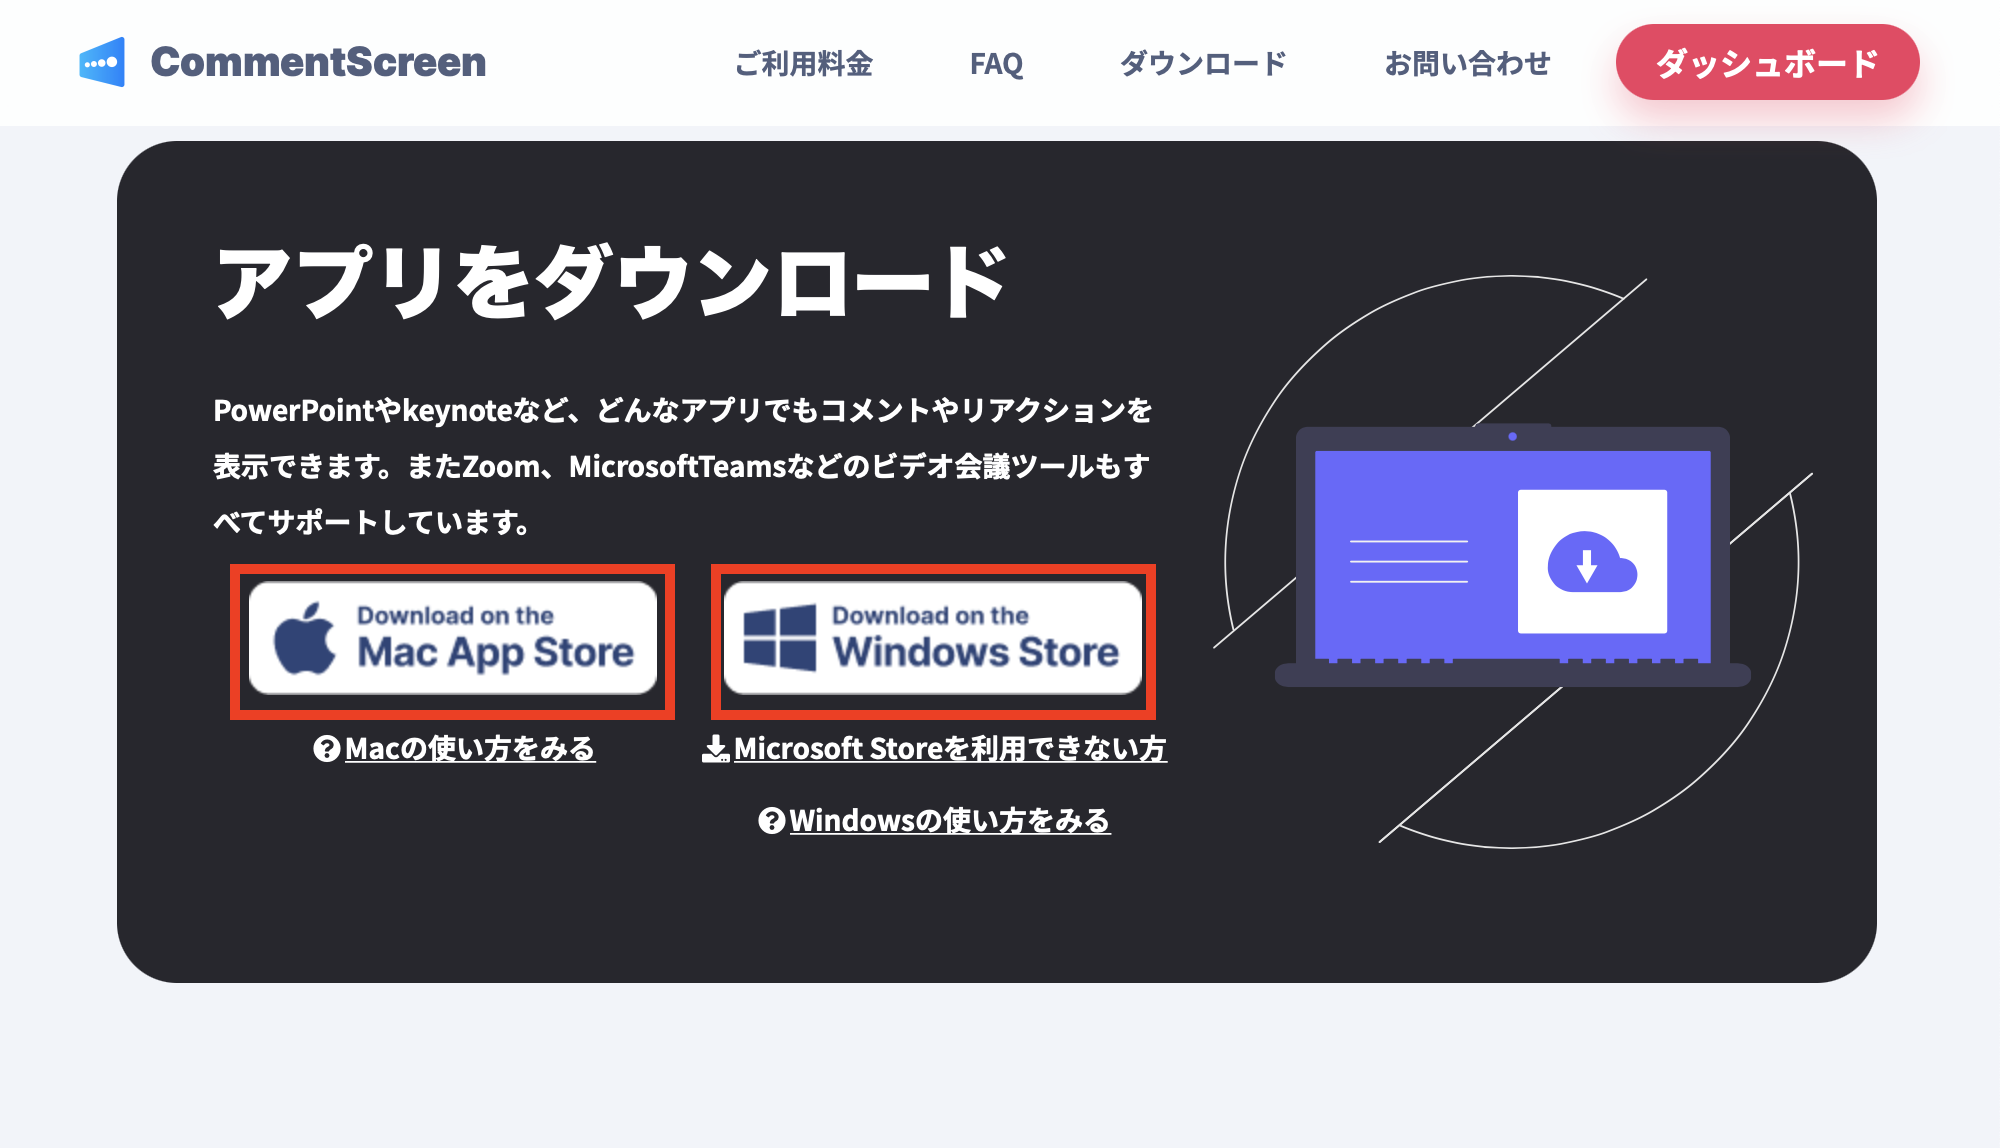 CommentScreen
ご利用料金
FAQ
ダウンロード
お問い合わせ
ダッシュボード
アプリをダウンロード
PowerPointやkeynoteなど、どんなアプリでもコメントやリアクションを
表示できます。またZoom、MicrosoftTeamsなどのビデオ会議ツールもす
べてサポートしています。
Download on the
Mac App Store
Download on the
Windows Store
Macの使い方をみる
Microsoft Storeを利用できない方
Windowsの使い方をみる